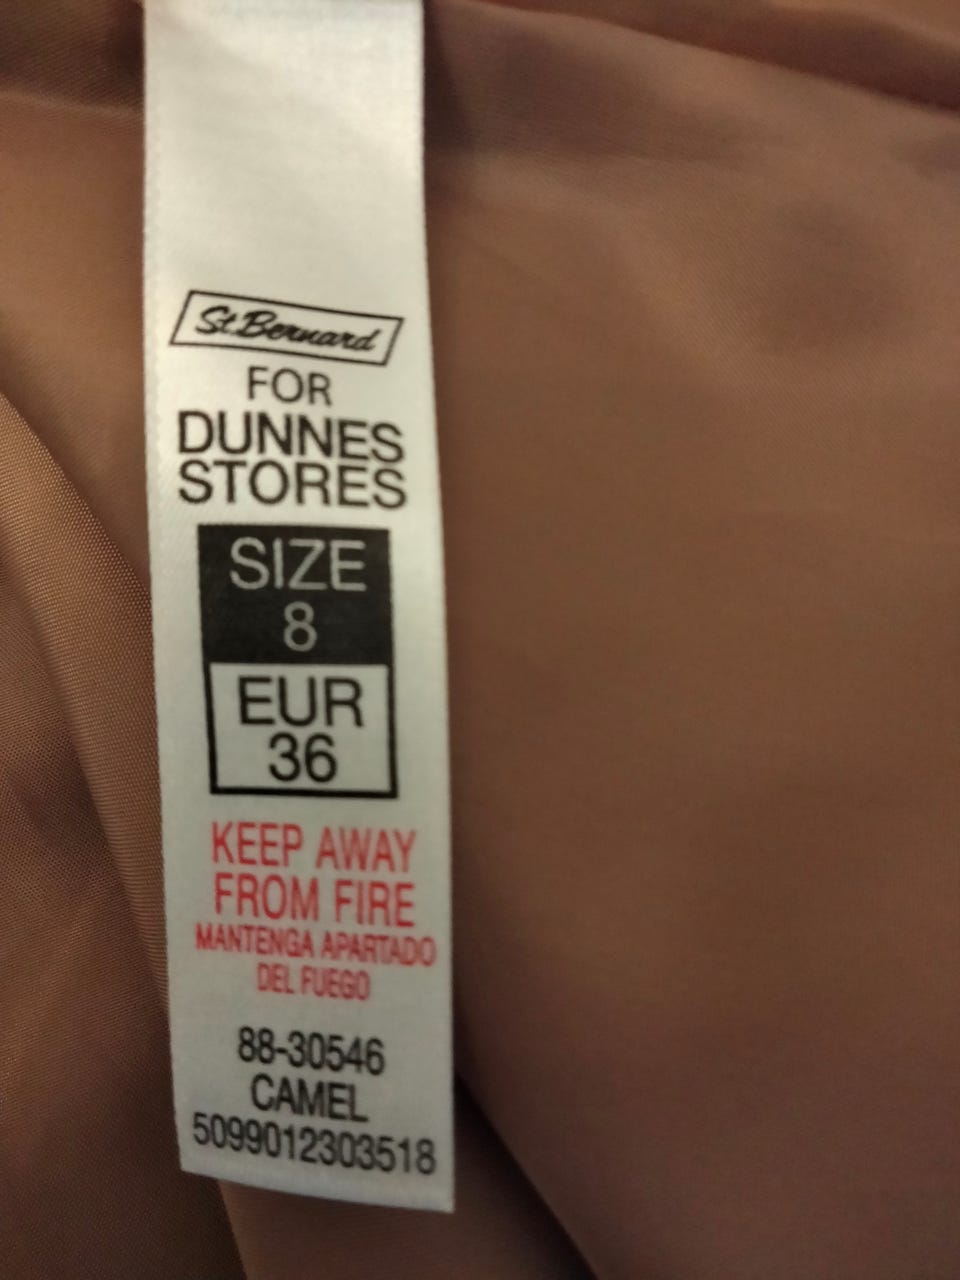 St.Bernard
FOR
DUNNES
STORES
SIZE
8
EUR
36
KEEP AWAY
FROM FIRE
MANTENGA APARTADO
DEL FUEGO
88-30546
CAMEL
5099012303518